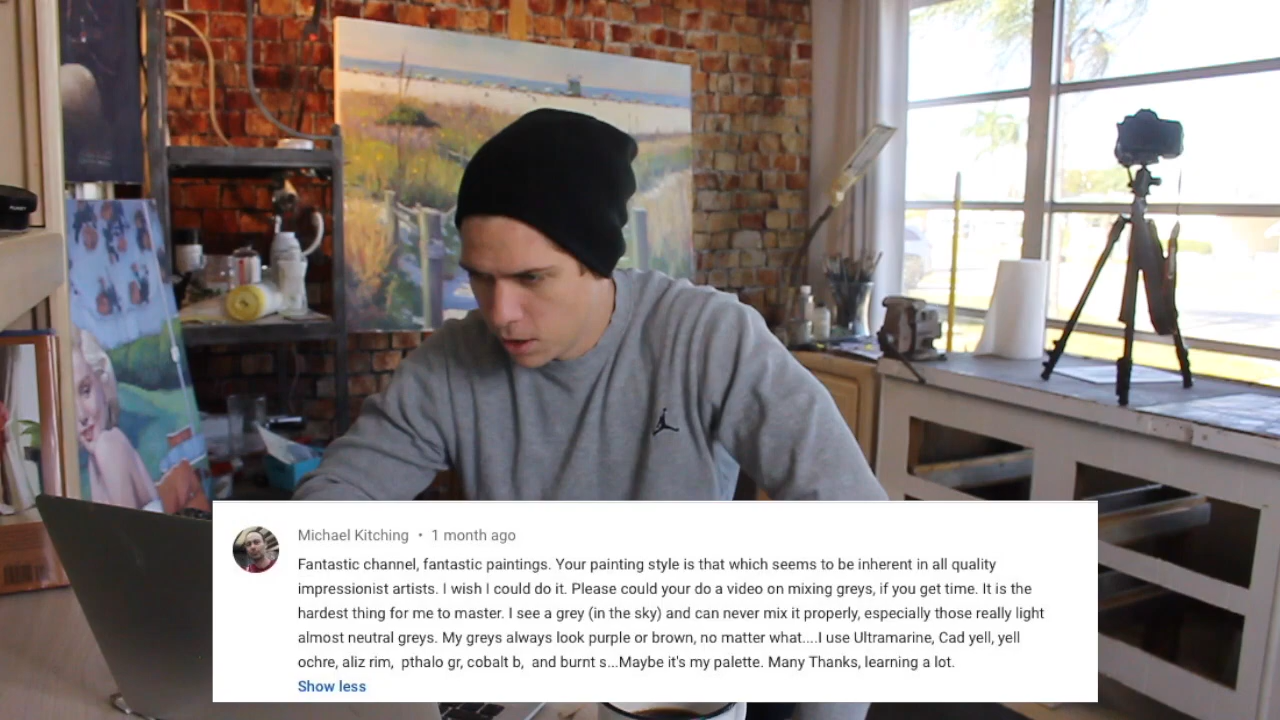 Michael Kitching • 1 month ago
Fantastic channel, fantastic paintings. Your painting style is that which seems to be inherent in all quality
impressionist artists. I wish I could do it. Please could your do a video on mixing greys, if you get time. It is the
hardest thing for me to master. I see a grey (in the sky) and can never mix it properly, especially those really light
almost neutral greys. My greys always look purple or brown, no matter what....I use Ultramarine, Cad yell, yell
ochre, aliz rim,  pthalo gr, cobalt b,  and burnt s...Maybe it's my palette. Many Thanks, learning a lot.
Show less